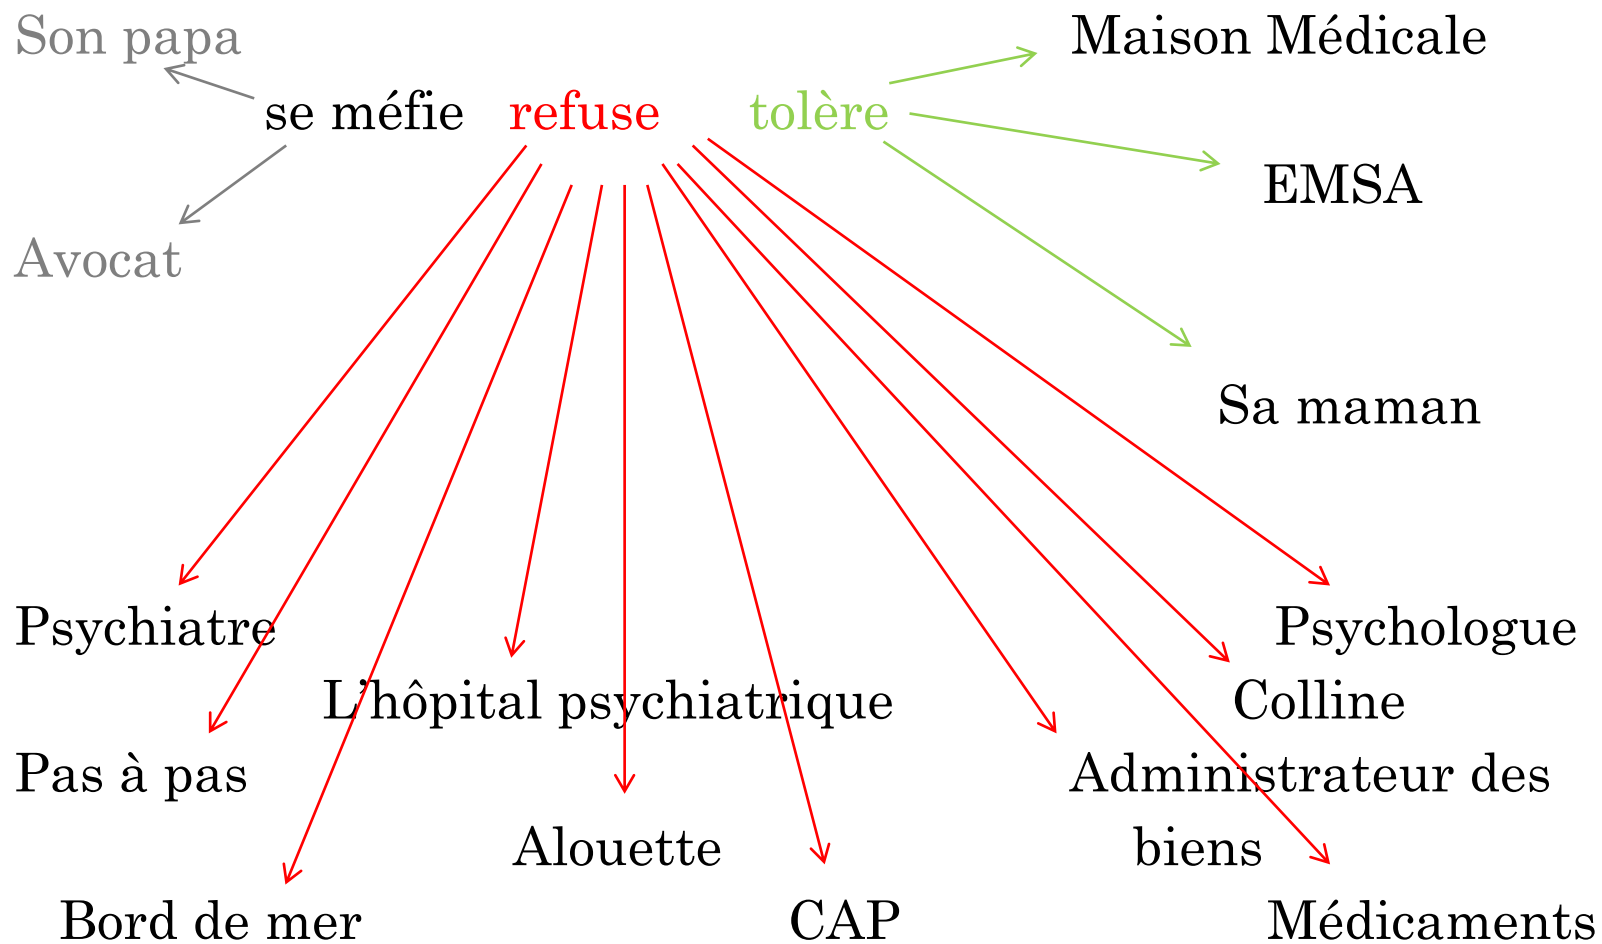 Son papa
Maison Médicale
se méfie refuse tolère
EMSA
Avocat
Sa maman
Psychiatre
Psychologue
L'hôpital psychiatrique
Colline
Pas à pas
Administrateur des
biens
Alouette
Bord de mer
CAP
Médicaments